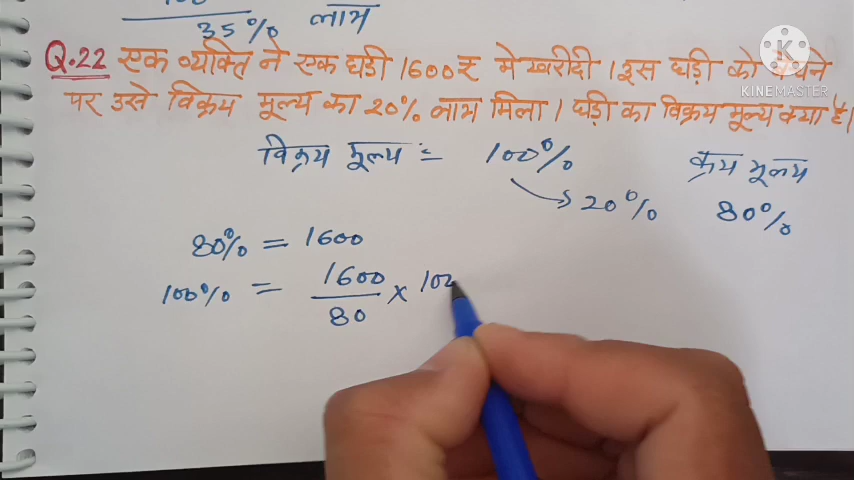 35% लाभ
Q.22 एक व्यक्ति ने एक घड़ी 1600₹ मे खरीदी । इस घड़ी को बेचने
पर उसे विक्रय मूल्य का 20% लाभ मिला । घड़ी का विक्रय मूल्य क्या है।
KINEMASTER
विक्रय मूल्य = 100% क्रय मूल्य
20% 80%
80% = 1600
100% = 1600/80 × 100